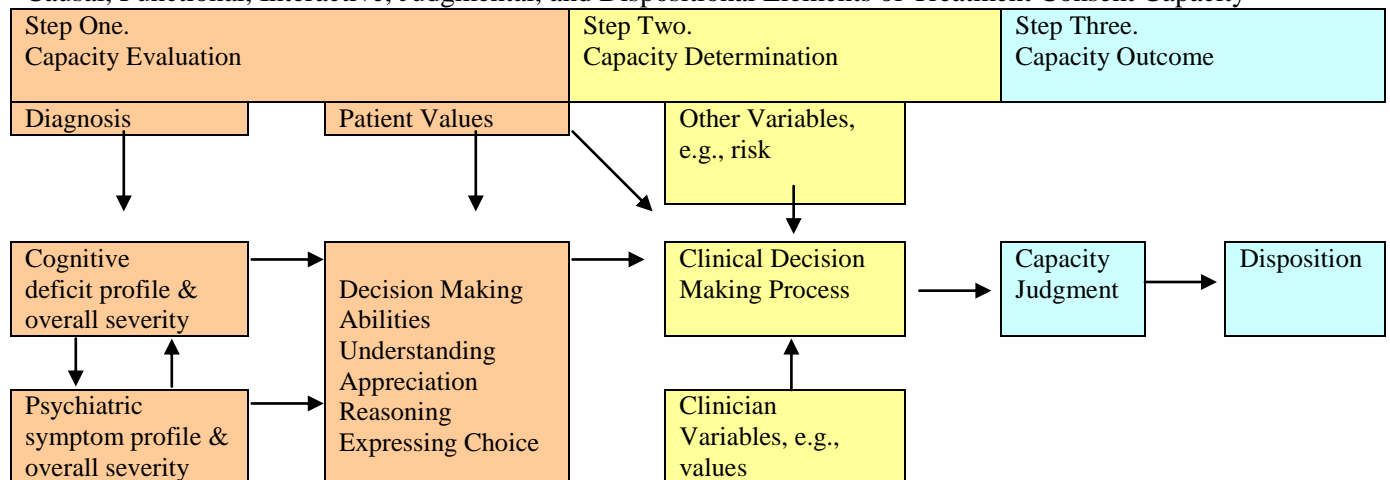 Causal, Functional, Interactive, Judgmental, and Dispositional Elements of Treatment Consent Capacity
Step One.
Capacity Evaluation
Step Two.
Capacity Determination
Step Three.
Capacity Outcome
Diagnosis
Patient Values
Other Variables,
e.g., risk
Cognitive
deficit profile &
overall severity
Decision Making
Abilities
Understanding
Appreciation
Reasoning
Expressing Choice
Clinical Decision
Making Process
Capacity
Judgment
Disposition
Psychiatric
symptom profile &
overall severity
Clinician
Variables, e.g.,
values